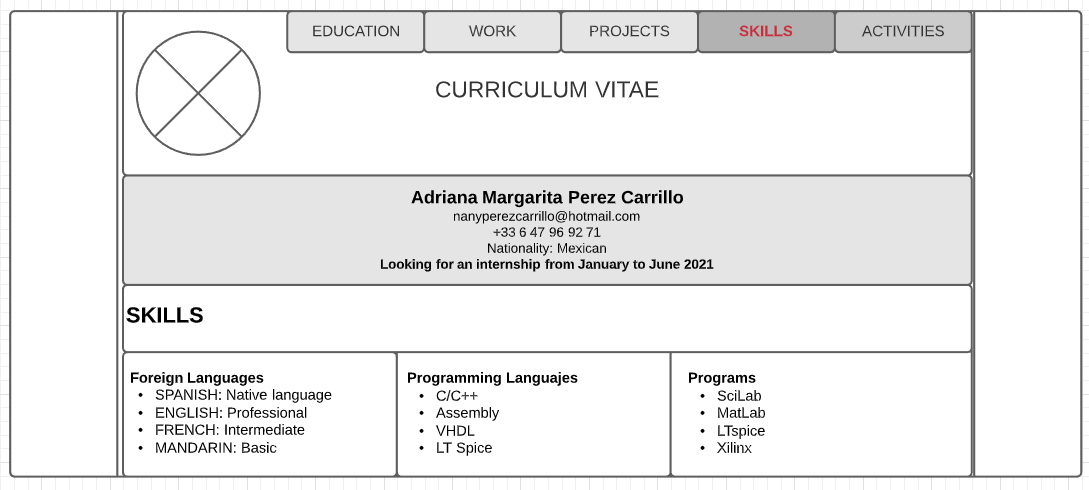 EDUCATION WORK PROJECTS SKILLS ACTIVITIES
CURRICULUM VITAE
Adriana Margarita Perez Carrillo
nanyperezcarrillo@hotmail.com
+33 6 47 96 92 71
Nationality: Mexican
Looking for an internship from January to June 2021
SKILLS
Foreign Languages
• SPANISH: Native language
• ENGLISH: Professional
• FRENCH: Intermediate
• MANDARIN: Basic
Programming Languajes
• C/C++
• Assembly
• VHDL
• LT Spice
Programs
• SciLab
• MatLab
• LTspice
• Xilinx